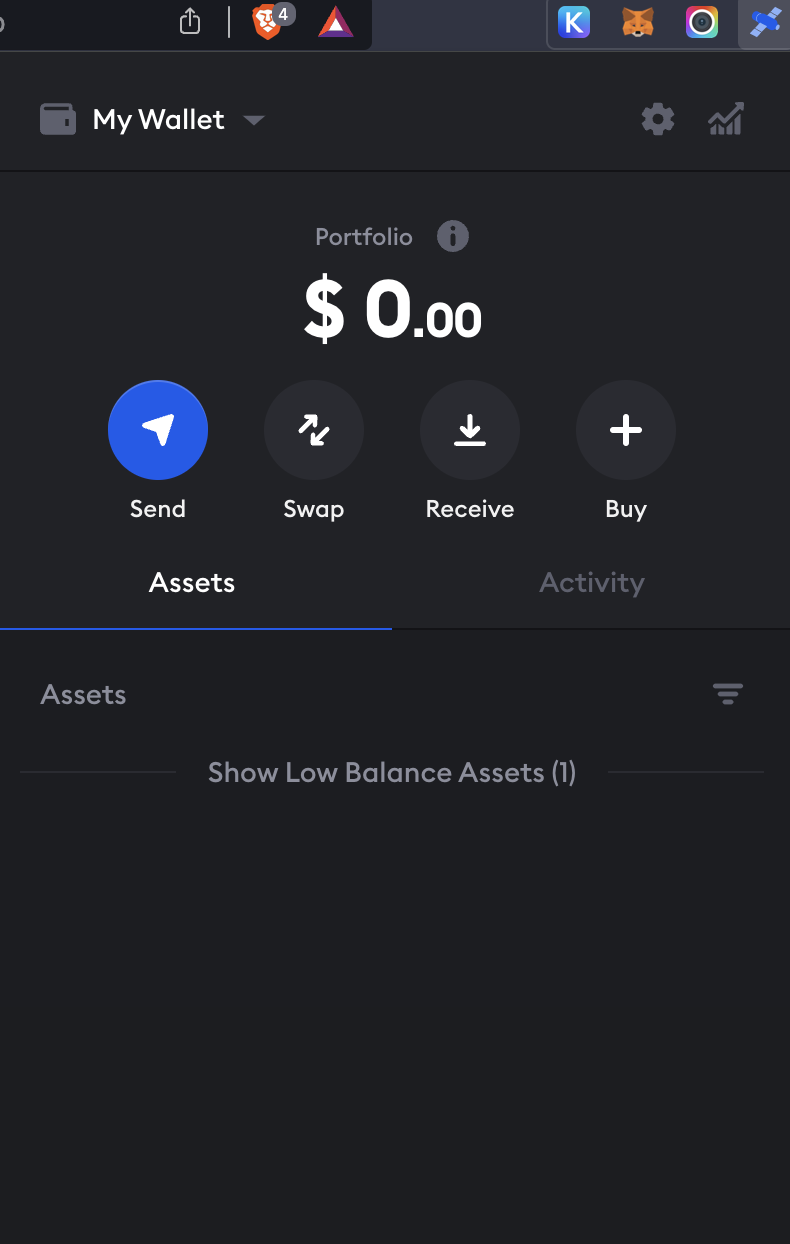 4
K
My Wallet
Portfolio
$ 0.00
Send Swap Receive Buy
Assets Activity
Assets
Show Low Balance Assets (1)